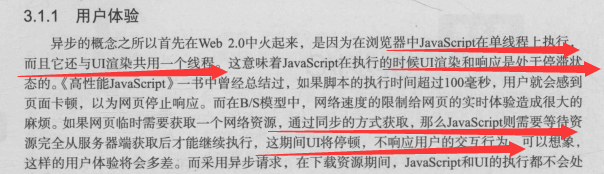 3.1.1 用户体验
异步的概念之所以首先在Web 2.0中火起来，是因为在浏览器中JavaScript在单线程上执行，
而且它还与UI渲染共用一个线程。这意味着JavaScript在执行的时候UI渲染和响应是处于停滞状
态的。《高性能JavaScript》一书中曾经总结过，如果脚本的执行时间超过100毫秒，用户就会感到
页面卡顿，以为网页停止响应。而在B/S模型中，网络速度的限制给网页的实时体验造成很大的
麻烦。如果网页临时需要获取一个网络资源，通过同步的方式获取，那么JavaScript则需要等待资
源完全从服务器端获取后才能继续执行，这期间UI将停顿，不响应用户的交互行为。可以想象，
这样的用户体验将会多差。而采用异步请求，在下载资源期间，JavaScript和UI的执行都不会处